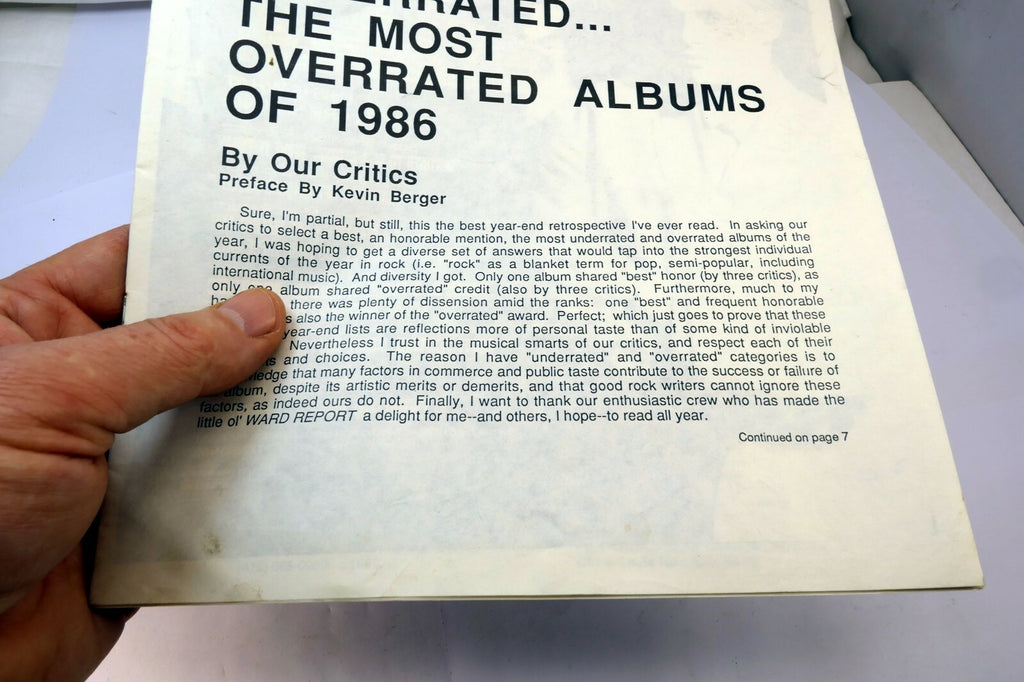 ERRATED...
THE MOST
OVERRATED ALBUMS
OF 1986
By Our Critics
Preface By Kevin Berger
Sure, I'm partial, but still, this the best year-end retrospective I've ever read. In asking our
critics to select a best, an honorable mention, the most underrated and overrated albums of the
year, I was hoping to get a diverse set of answers that would tap into the strongest individual
currents of the year in rock (i.e. "rock" as a blanket term for pop, semi-popular, including
international music). And diversity I got. Only one album shared "best" honor (by three critics), as
only one album shared "overrated" credit (also by three critics). Furthermore, much to my
there was plenty of dissension amid the ranks: one "best" and frequent honorable
also the winner of the "overrated" award. Perfect; which just goes to prove that these
year-end lists are reflections more of personal taste than of some kind of inviolable
Nevertheless I trust in the musical smarts of our critics, and respect each of their
and choices. The reason I have "underrated" and "overrated" categories is to
that many factors in commerce and public taste contribute to the success or failure of
album, despite its artistic merits or demerits, and that good rock writers cannot ignore these
factors, as indeed ours do not. Finally, I want to thank our enthusiastic crew who has made the
little ol' WARD REPORT a delight for me--and others, I hope--to read all year.
Continued on page 7